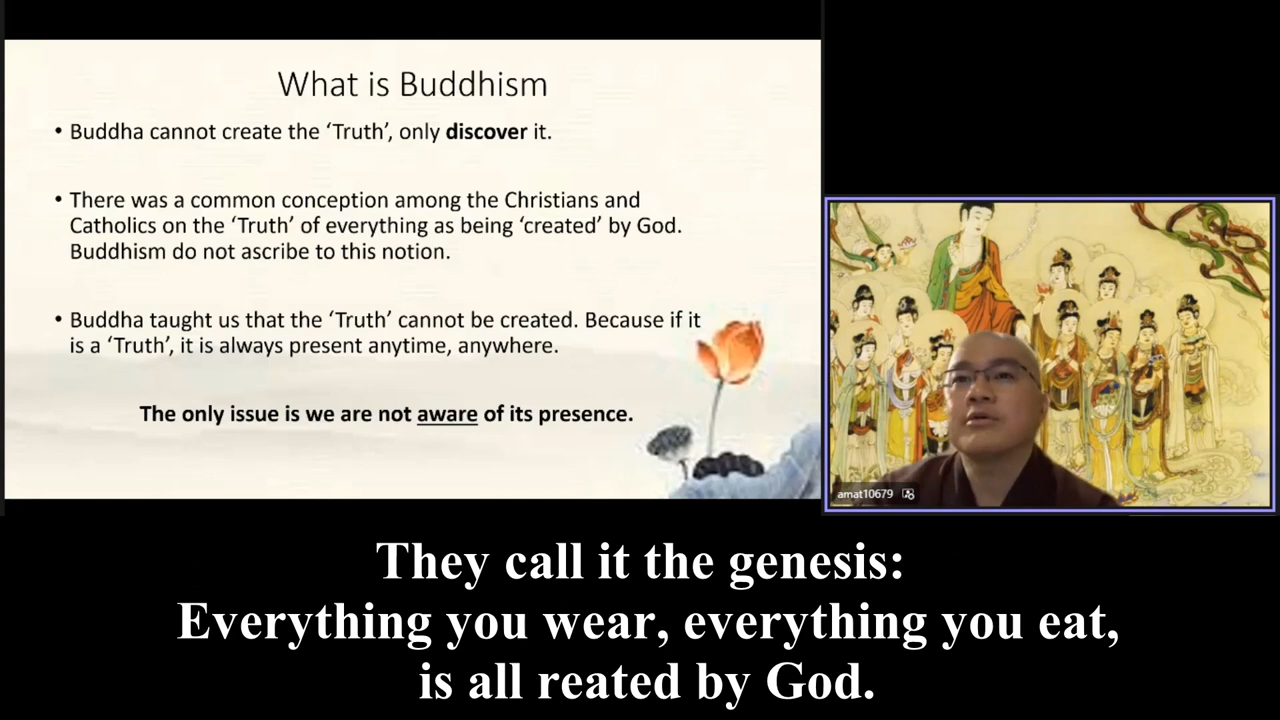 What is Buddhism
• Buddha cannot create the ‘Truth’, only discover it.
• There was a common conception among the Christians and
Catholics on the ‘Truth’ of everything as being ‘created’ by God.
Buddhism do not ascribe to this notion.
• Buddha taught us that the ‘Truth’ cannot be created. Because if it
is a ‘Truth’, it is always present anytime, anywhere.
The only issue is we are not aware of its presence.
amat10679
They call it the genesis:
Everything you wear, everything you eat,
is all reated by God.